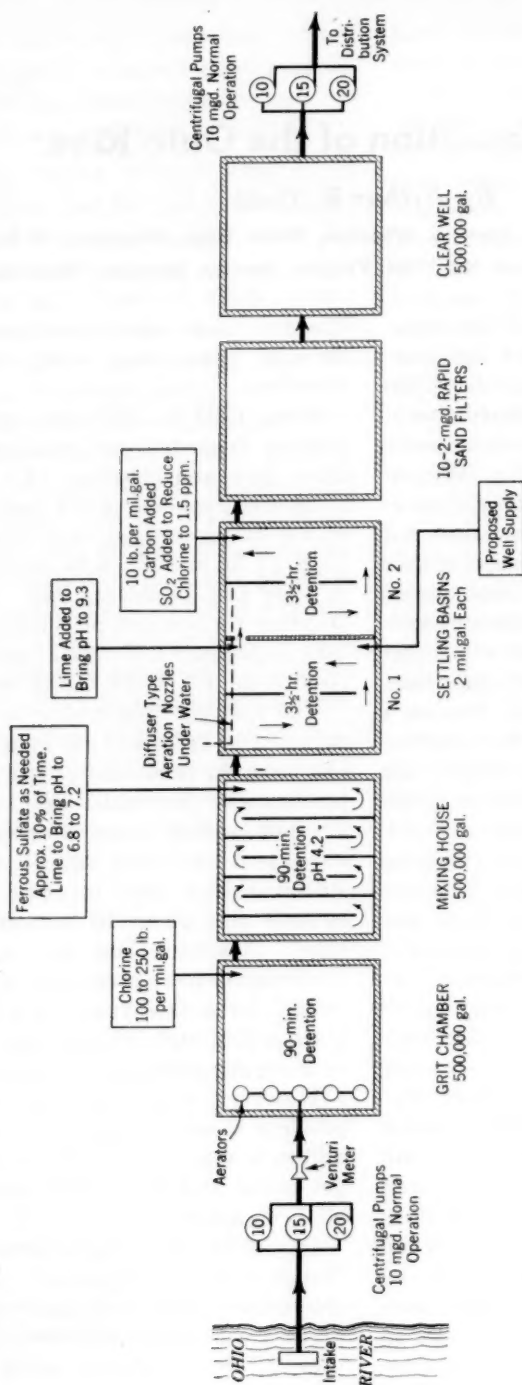 OHIO
RIVER
Intake
10
15
20
Centrifugal Pumps
10 mgd. Normal
Operation
Venturi
Meter
Aerators
90-min.
Detention
GRIT CHAMBER
500,000 gal.
Chlorine
100 to 250 lb.
per mil.gal.
90-min.
Detention
pH 4.2
MIXING HOUSE
500,000 gal.
Ferrous Sulfate as Needed
Approx. 10% of Time.
Lime to Bring pH to
6.8 to 7.2
Diffuser Type
Aeration Nozzles
Under Water
Lime Added to
Bring pH to 9.3
3½-hr.
Detention
3½-hr.
Detention
No. 1
No. 2
SETTLING BASINS
2 mil.gal. Each
Proposed
Well Supply
10 lb. per mil.gal.
Carbon Added
SO₂ Added to Reduce
Chlorine to 1.5 ppm.
10-2-mgd. RAPID
SAND FILTERS
CLEAR WELL
500,000 gal.
Centrifugal Pumps
10 mgd. Normal
Operation
10
15
20
To
Distri-
bution
System